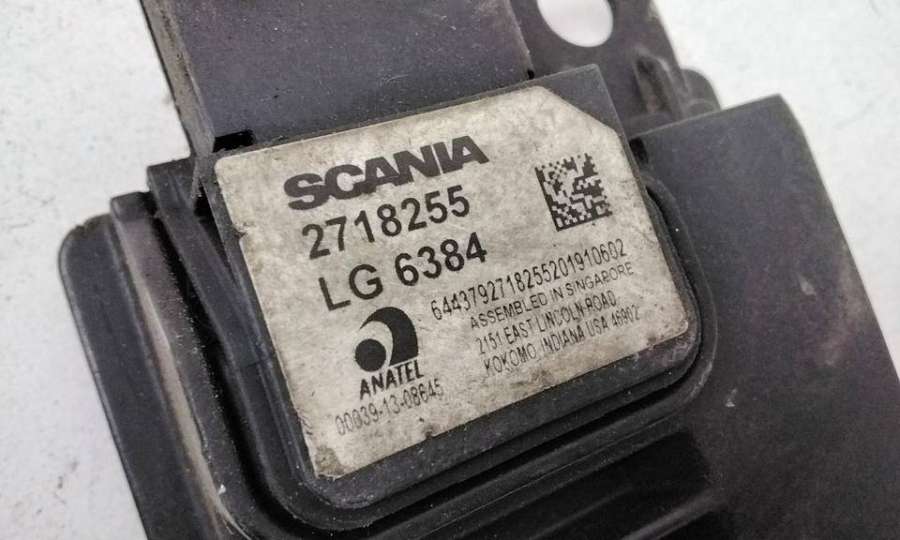 SCANIA
2718255
LG 6384
6443792718255201910602
ASSEMBLED IN SINGAPORE
2151 EAST LINCOLN ROAD
KOKOMO, INDIANA USA 46902
ANATEL
00039-13-08645